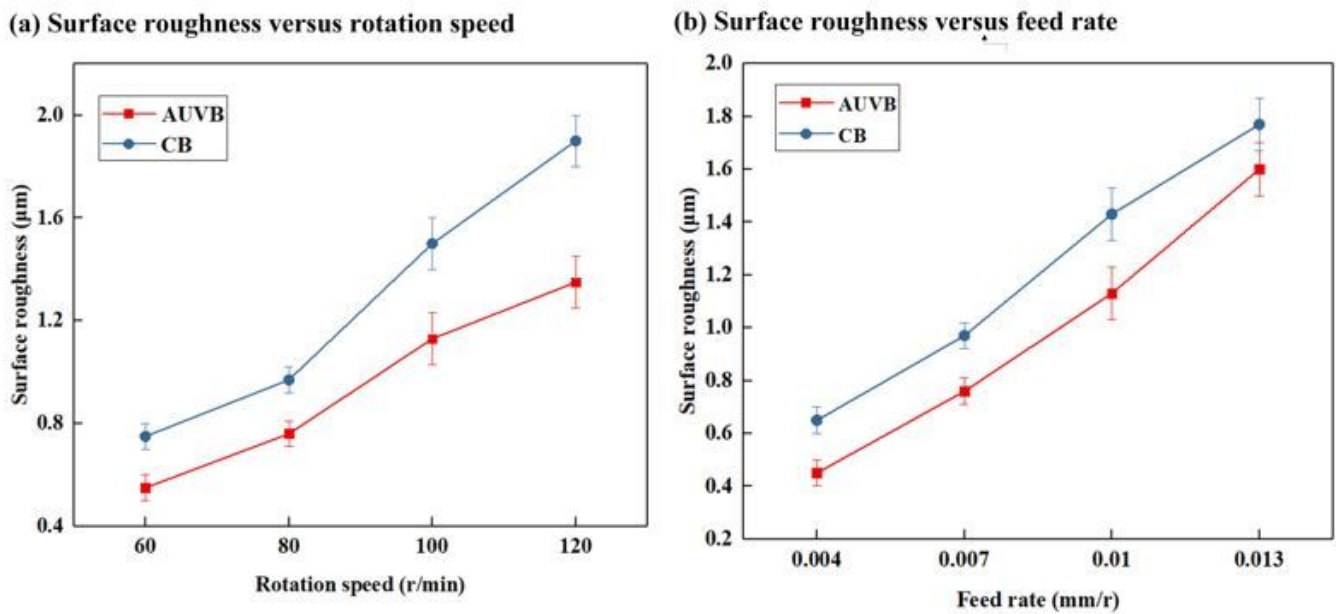 (a) Surface roughness versus rotation speed
AUVB
CB
Surface roughness (μm)
2.0
1.6
1.2
0.8
0.4
60 80 100 120
Rotation speed (r/min)
(b) Surface roughness versus feed rate
AUVB
CB
Surface roughness (μm)
2.0
1.8
1.6
1.4
1.2
1.0
0.8
0.6
0.4
0.2
0.004 0.007 0.01 0.013
Feed rate (mm/r)